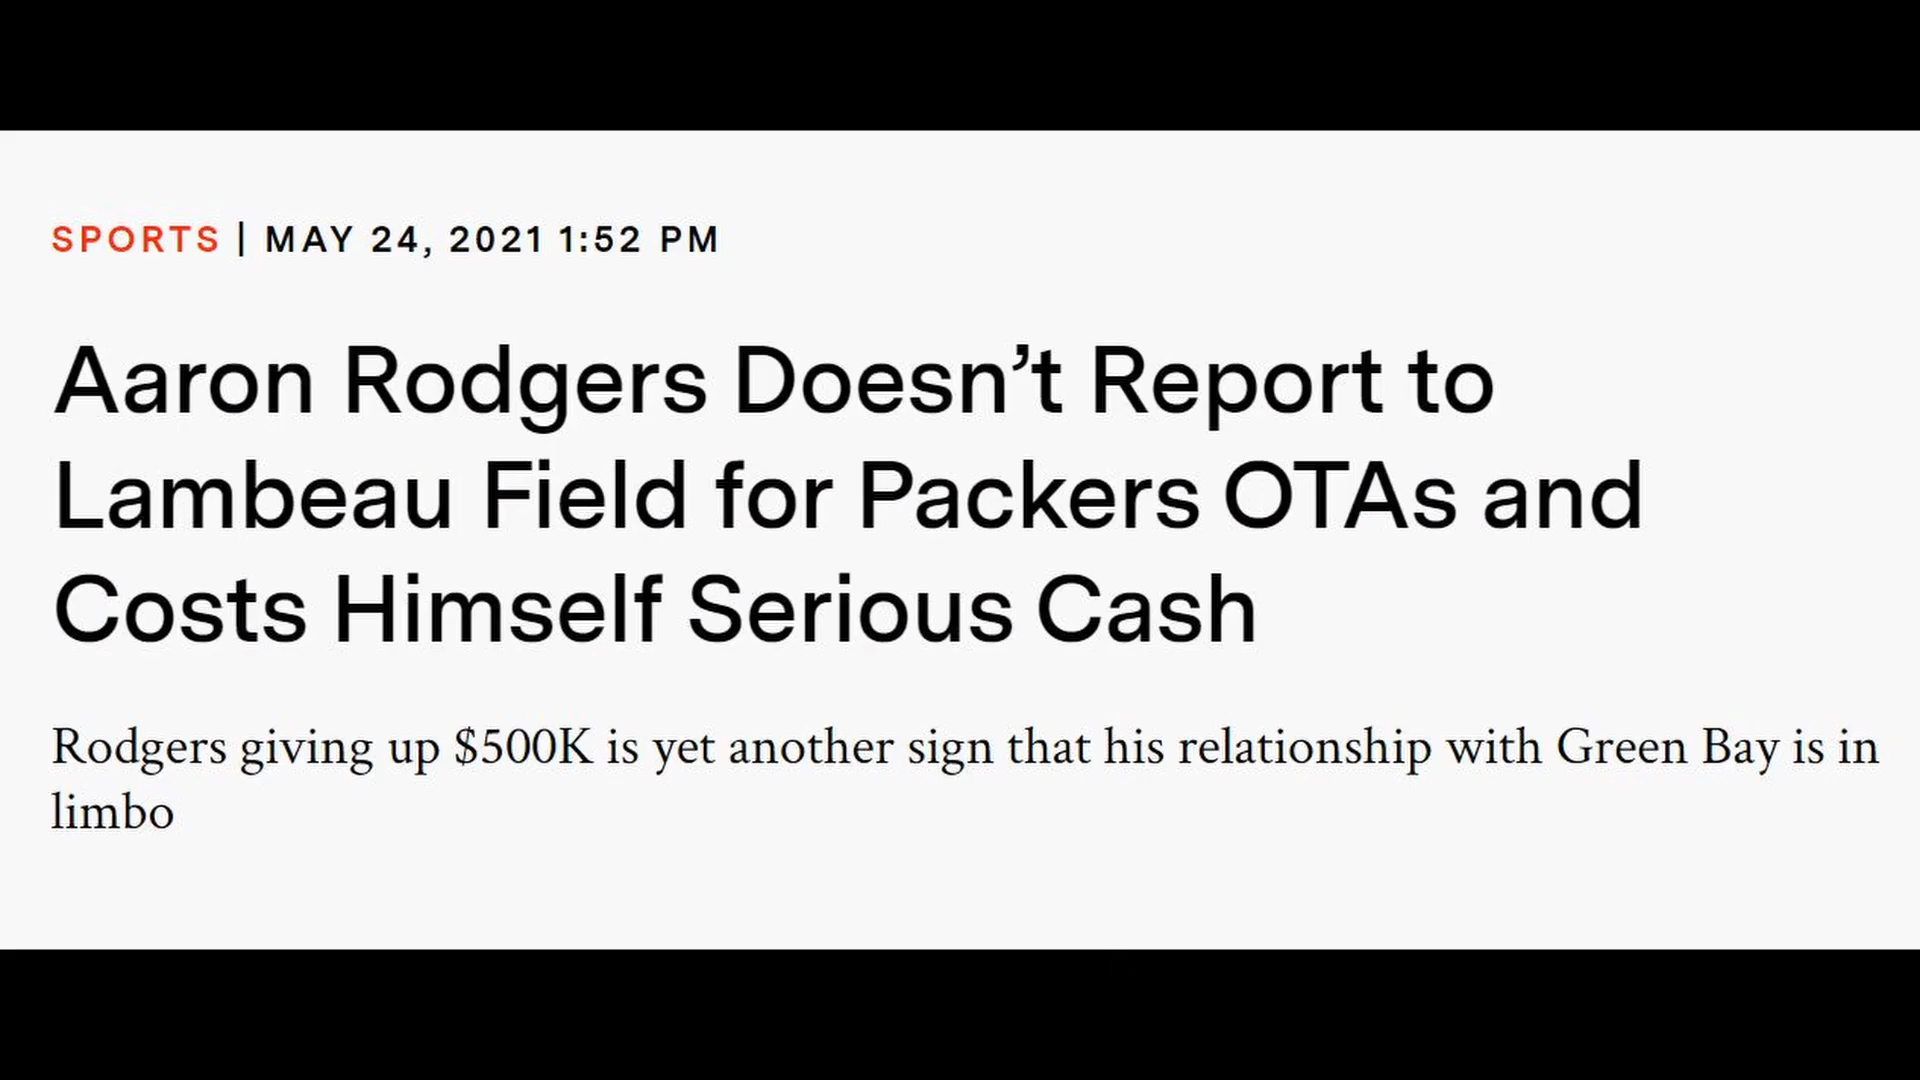 SPORTS | MAY 24, 2021 1:52 PM
Aaron Rodgers Doesn’t Report to
Lambeau Field for Packers OTAs and
Costs Himself Serious Cash
Rodgers giving up $500K is yet another sign that his relationship with Green Bay is in
limbo